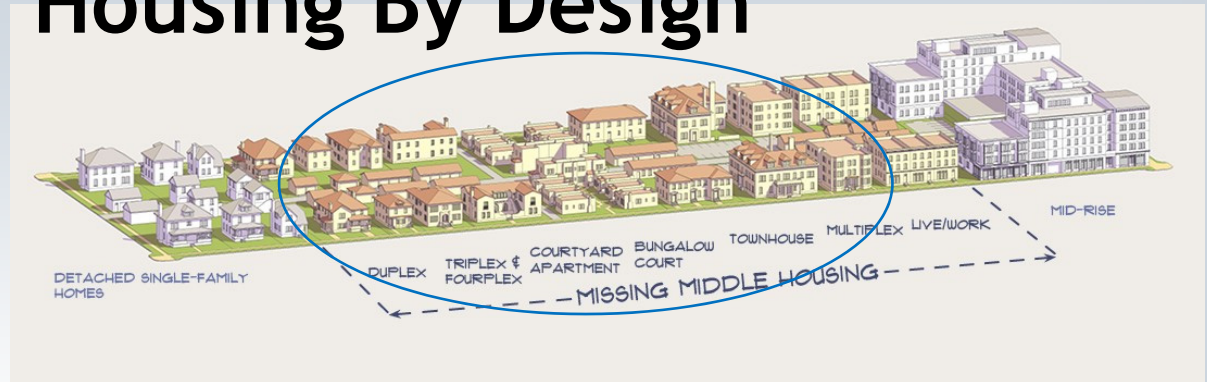 Housing By Design
DETACHED SINGLE-FAMILY
HOMES
DUPLEX
TRIPLEX &
FOURPLEX
COURTYARD
APARTMENT
BUNGALOW
COURT
TOWNHOUSE
MULTIPLEX
LIVE/WORK
MID-RISE
MISSING MIDDLE HOUSING